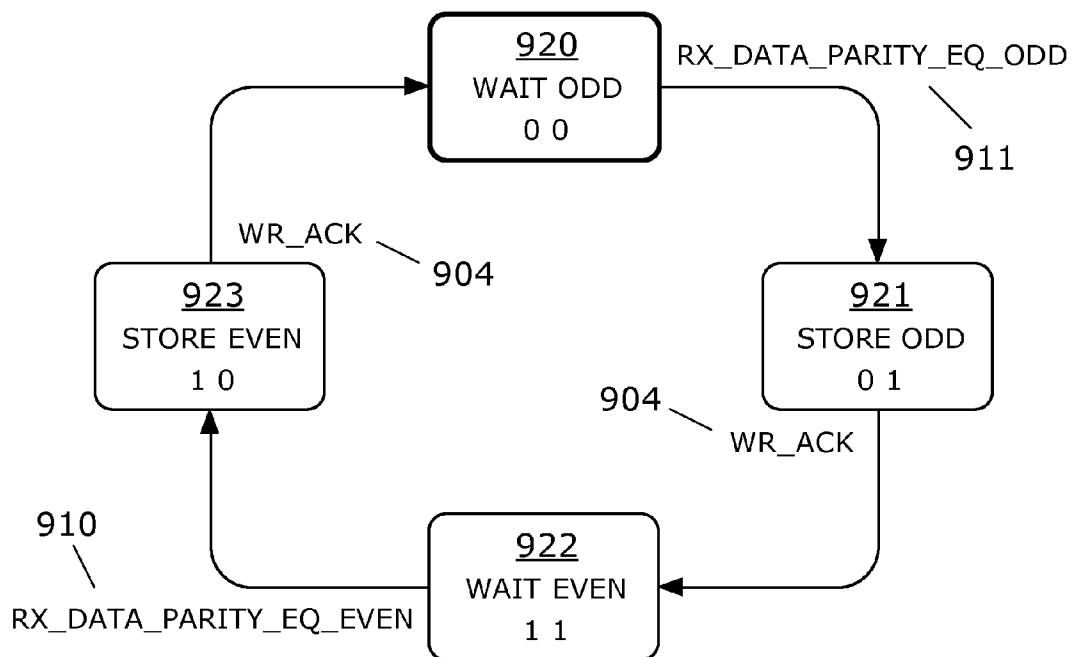 920
WAIT ODD
0 0
RX_DATA_PARITY_EQ_ODD
911
WR_ACK
904
923
STORE EVEN
1 0
921
STORE ODD
0 1
904
WR_ACK
910
RX_DATA_PARITY_EQ_EVEN
922
WAIT EVEN
1 1